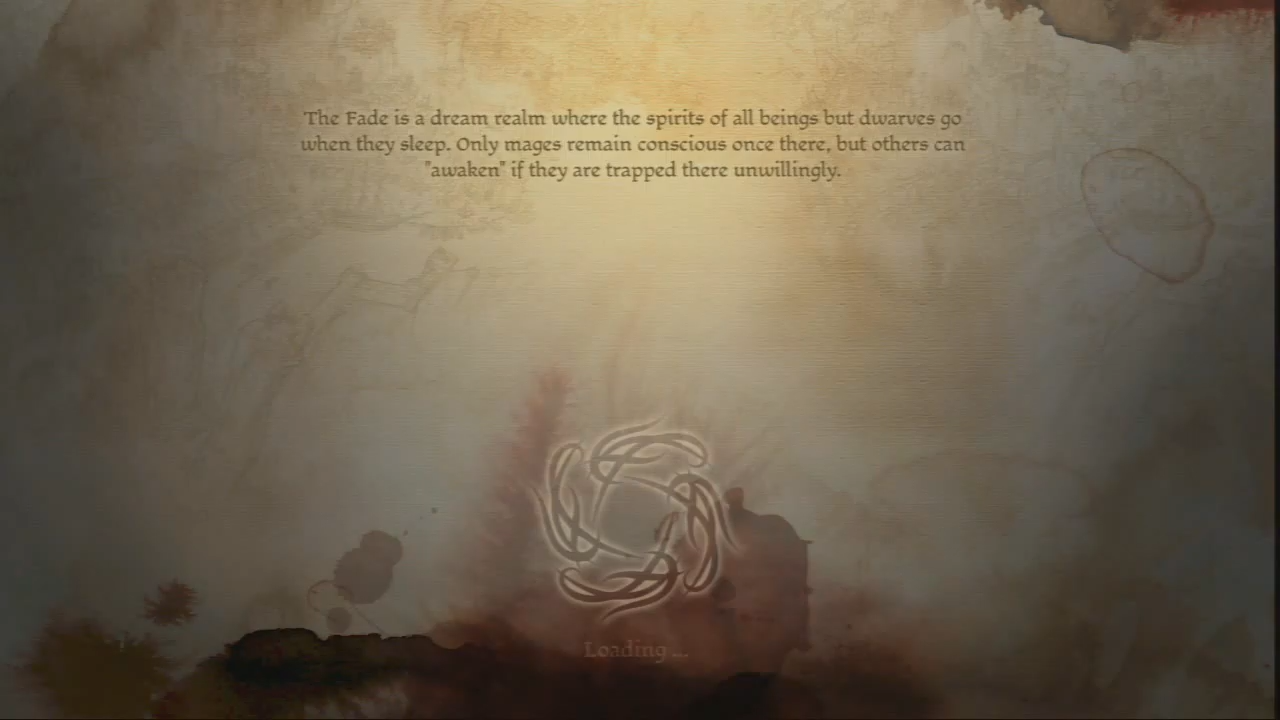 The Fade is a dream realm where the spirits of all beings but dwarves go
when they sleep. Only mages remain conscious once there, but others can
"awaken" if they are trapped there unwillingly.
Loading ...